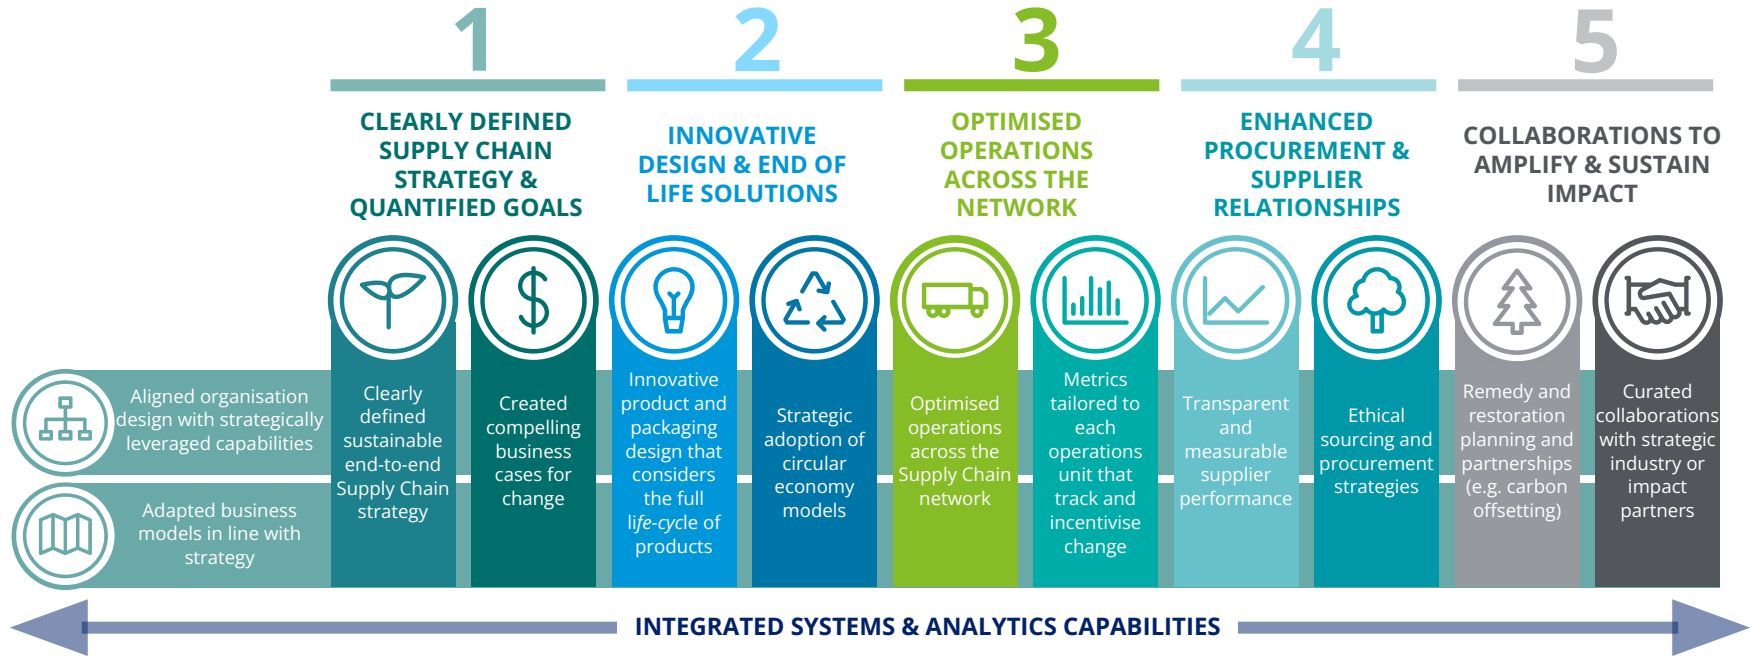 1
CLEARLY DEFINED
SUPPLY CHAIN
STRATEGY &
QUANTIFIED GOALS
2
INNOVATIVE
DESIGN & END OF
LIFE SOLUTIONS
3
OPTIMISED
OPERATIONS
ACROSS THE
NETWORK
4
ENHANCED
PROCUREMENT &
SUPPLIER
RELATIONSHIPS
5
COLLABORATIONS TO
AMPLIFY & SUSTAIN
IMPACT
Aligned organisation
design with strategically
leveraged capabilities
Adapted business
models in line with
strategy
Clearly
defined
sustainable
end-to-end
Supply Chain
strategy
Created
compelling
business
cases for
change
Innovative
product and
packaging
design that
considers
the full
life-cycle of
products
Strategic
adoption of
circular
economy
models
Optimised
operations
across the
Supply Chain
network
Metrics
tailored to
each
operations
unit that
track and
incentivise
change
Transparent
and
measurable
supplier
performance
Ethical
sourcing and
procurement
strategies
Remedy and
restoration
planning and
partnerships
(e.g. carbon
offsetting)
Curated
collaborations
with strategic
industry or
impact
partners
INTEGRATED SYSTEMS & ANALYTICS CAPABILITIES